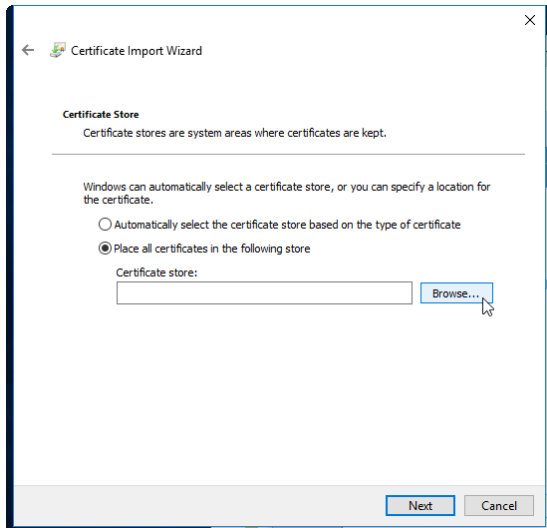 Certificate Import Wizard
Certificate Store
Certificate stores are system areas where certificates are kept.
Windows can automatically select a certificate store, or you can specify a location for
the certificate.
Automatically select the certificate store based on the type of certificate
Place all certificates in the following store
Certificate store:
Browse...
Next
Cancel